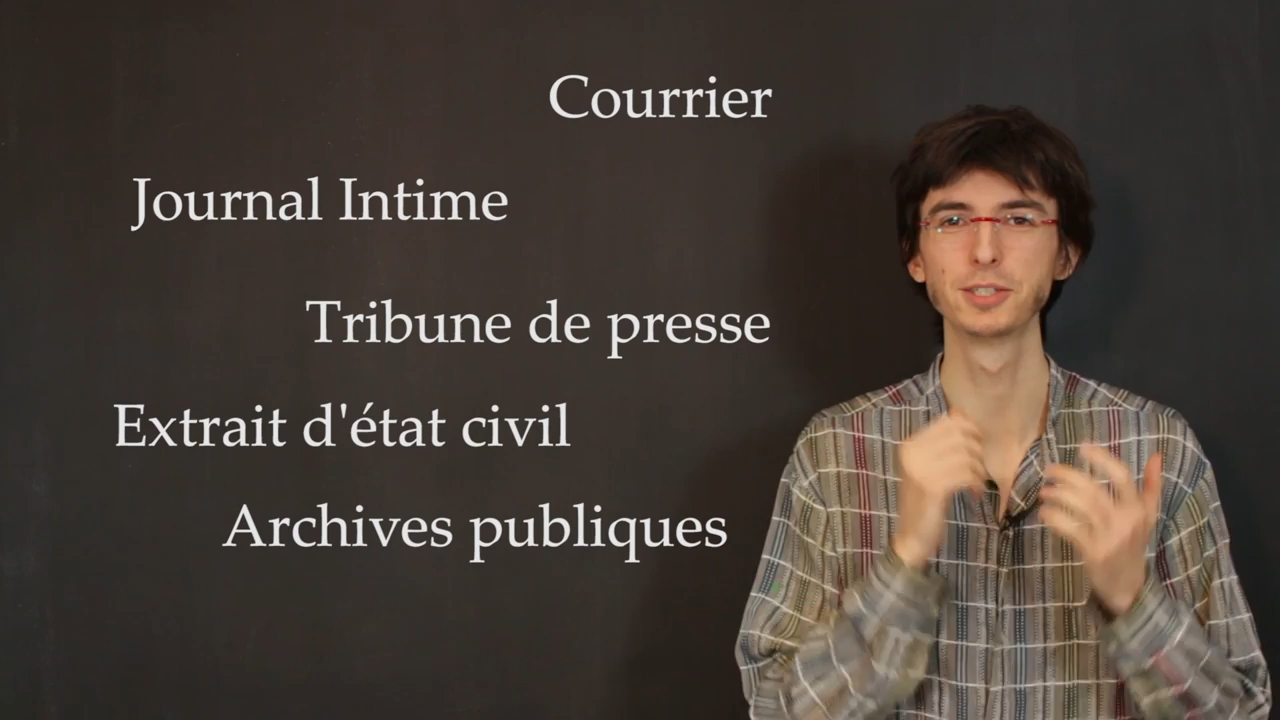 Courrier
Journal Intime
Tribune de presse
Extrait d'état civil
Archives publiques